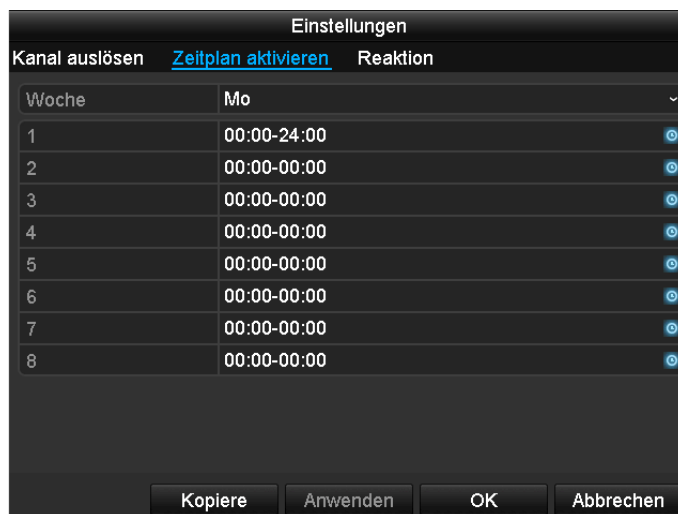 Einstellungen
Kanal auslösen Zeitplan aktivieren Reaktion
Woche Mo
1 00:00-24:00
2 00:00-00:00
3 00:00-00:00
4 00:00-00:00
5 00:00-00:00
6 00:00-00:00
7 00:00-00:00
8 00:00-00:00
Kopiere Anwenden OK Abbrechen